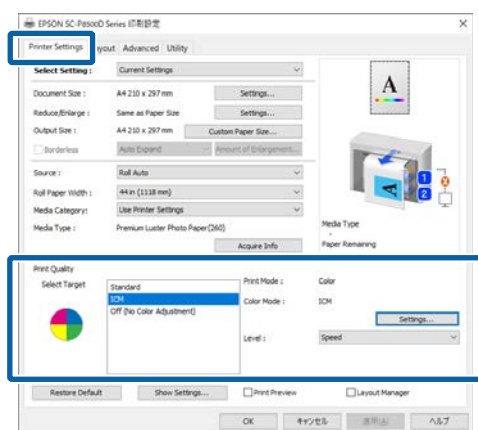 EPSON SC-P8500D Series 印刷設定
Printer Settings yout Advanced Utility
Select Setting : Current Settings
Document Size : A4 210 x 297 mm Settings...
Reduce/Enlarge : Same as Paper Size Settings...
Output Size : A4 210 x 297 mm Custom Paper Size...
Borderless Auto Expand Amount of Enlargement...
Source : Roll Auto
Roll Paper Width : 44 in (1118 mm)
Media Category: Use Printer Settings
Media Type : Premium Luster Photo Paper(260)
Acquire Info
A
A
1
2
Media Type
-
Paper Remaining
Print Quality
Select Target
Standard
ICM
Off (No Color Adjustment)
Print Mode : Color
Color Mode : ICM
Settings...
Level : Speed
Restore Default Show Settings... Print Preview Layout Manager
OK キャンセル 適用(A) ヘルプ